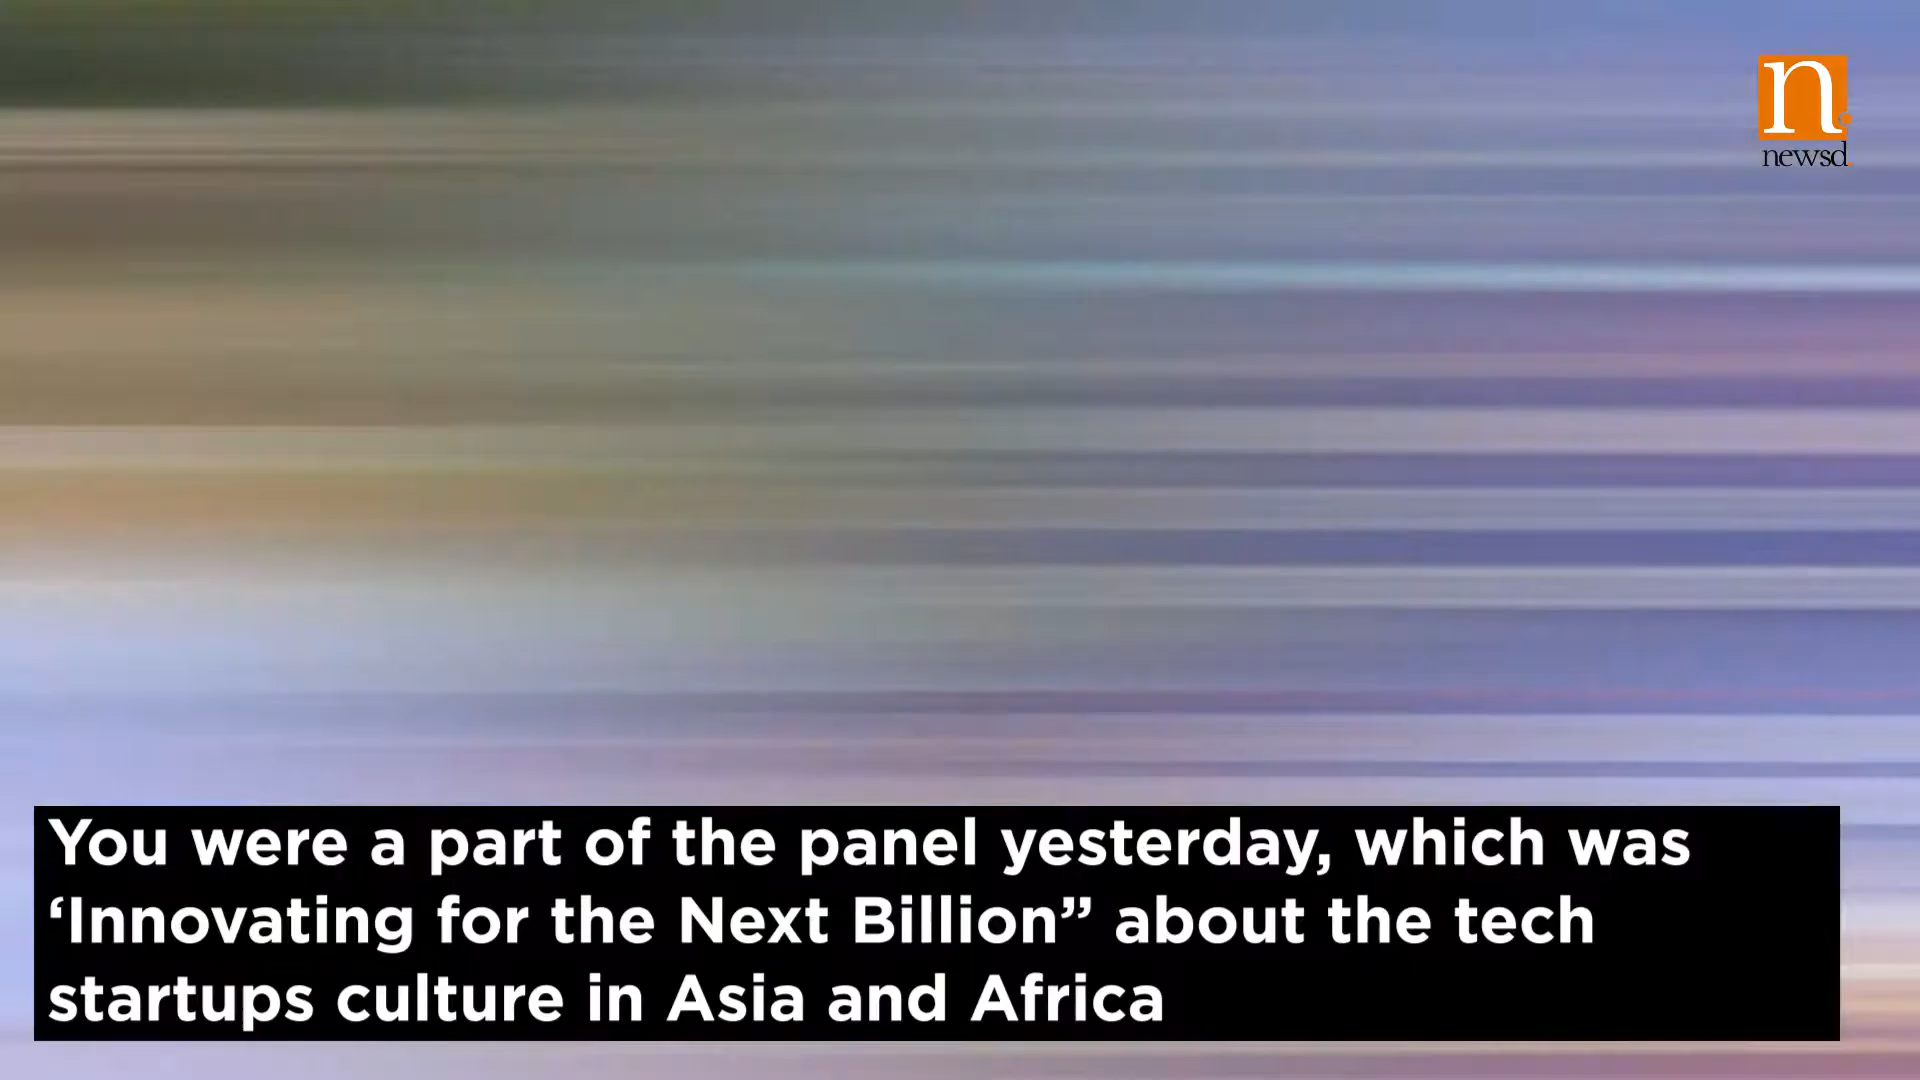 n.
newsd.
You were a part of the panel yesterday, which was
‘Innovating for the Next Billion” about the tech
startups culture in Asia and Africa